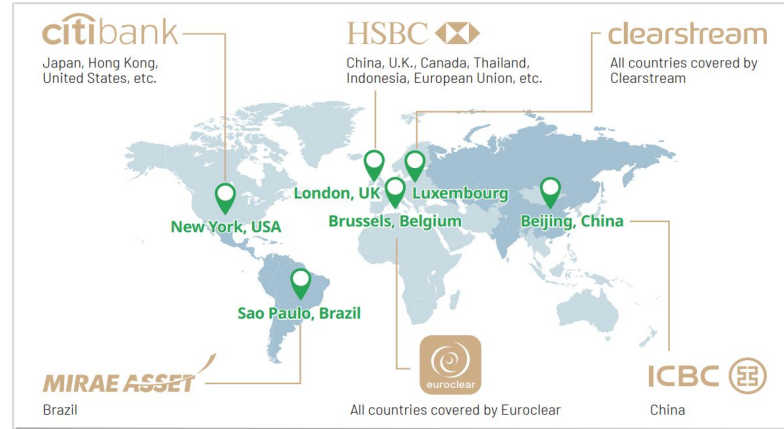 citibank
Japan, Hong Kong,
United States, etc.
HSBC
China, U.K., Canada, Thailand,
Indonesia, European Union, etc.
clearstream
All countries covered by
Clearstream
London, UK
Luxembourg
New York, USA
Brussels, Belgium
Beijing, China
Sao Paulo, Brazil
MIRAE ASSET
Brazil
euroclear
All countries covered by Euroclear
ICBC
China